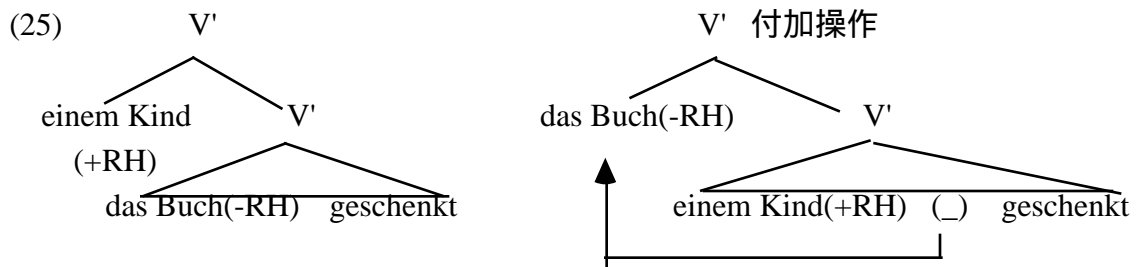 (25) V' V' 付加操作
einem Kind V' das Buch(-RH) V'
(+RH)
das Buch(-RH) geschenkt einem Kind(+RH) (_) geschenkt